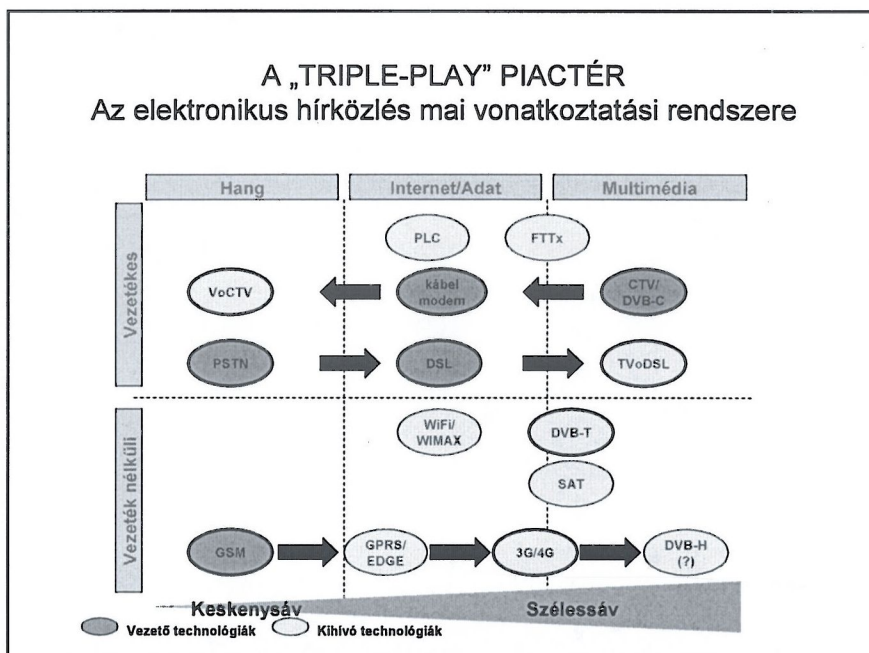 A „TRIPLE-PLAY” PIACTÉR
Az elektronikus hírközlés mai vonatkoztatási rendszere
Hang
Internet/Adat
Multimédia
Vezetékes
PLC
FTTx
VoCTV
kábel
modem
CTV/
DVB-C
PSTN
DSL
TVoDSL
Vezeték nélküli
WiFi/
WIMAX
DVB-T
SAT
GSM
GPRS/
EDGE
3G/4G
DVB-H
(?)
Keskenysáv
Szélessáv
Vezető technológiák
Kihívó technológiák